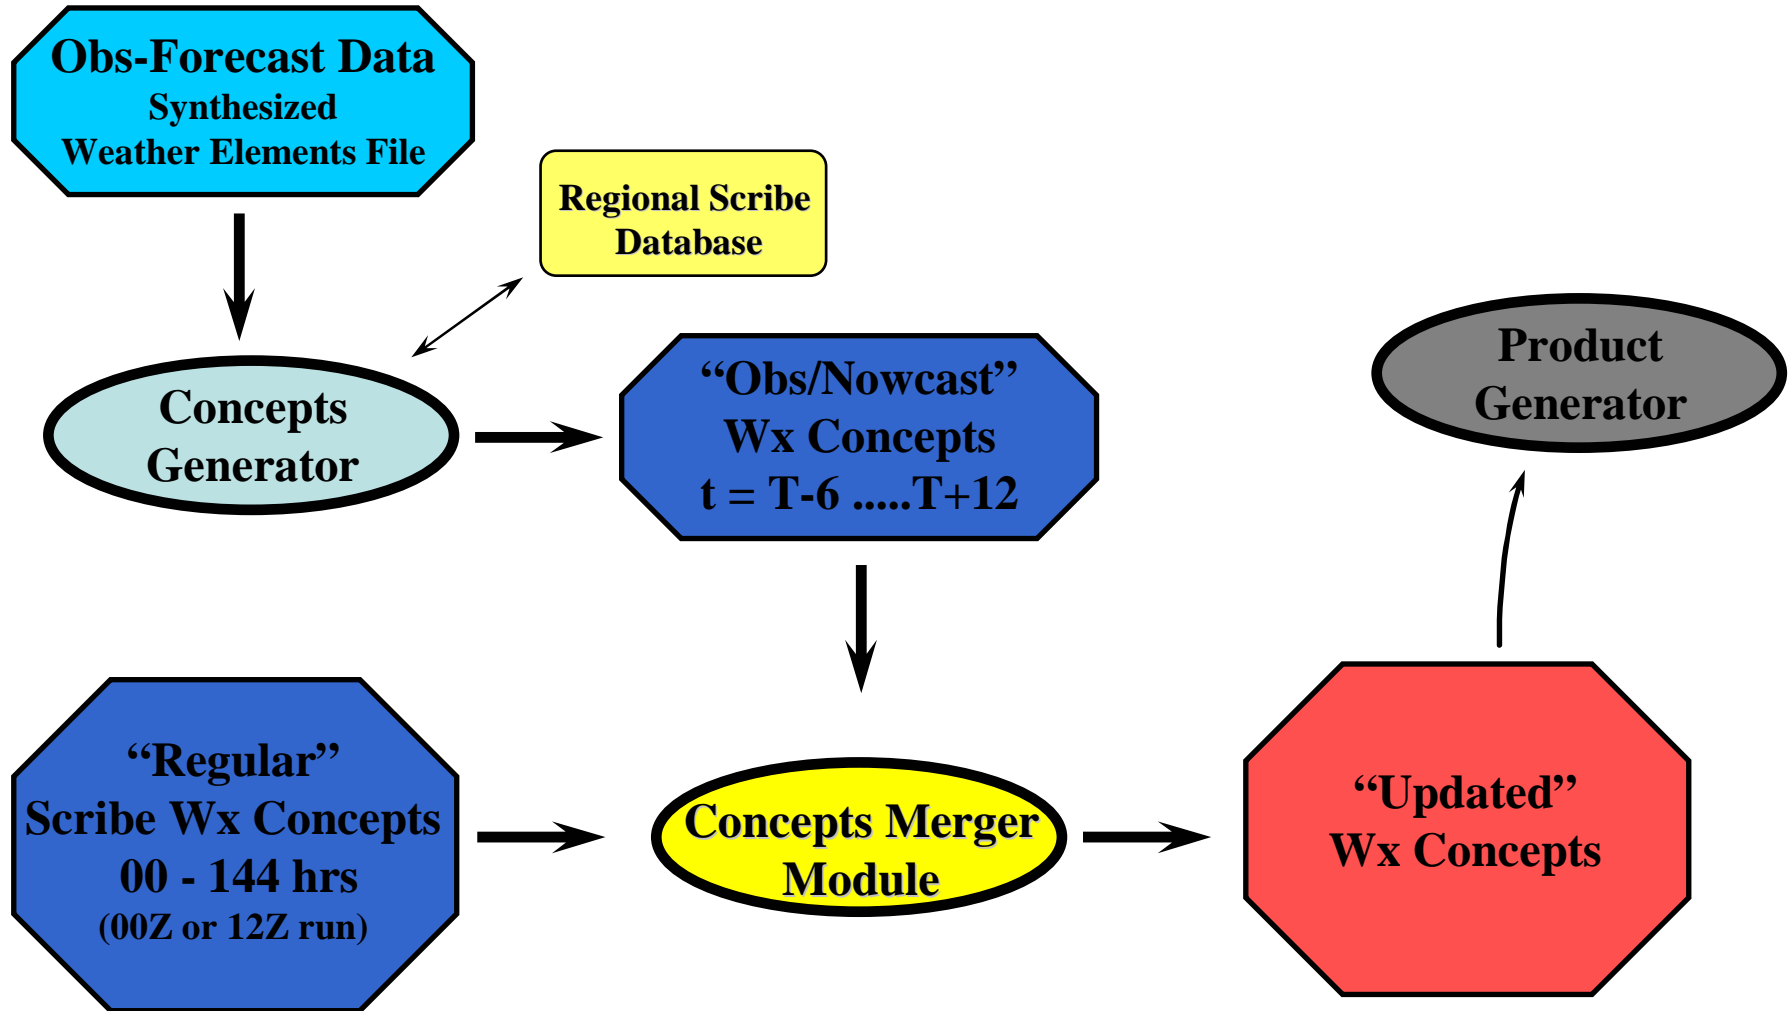 Obs-Forecast Data
Synthesized
Weather Elements File
Regional Scribe
Database
Concepts
Generator
“Obs/Nowcast”
Wx Concepts
t = T-6 .....T+12
Product
Generator
“Regular”
Scribe Wx Concepts
00 - 144 hrs
(00Z or 12Z run)
Concepts Merger
Module
“Updated”
Wx Concepts